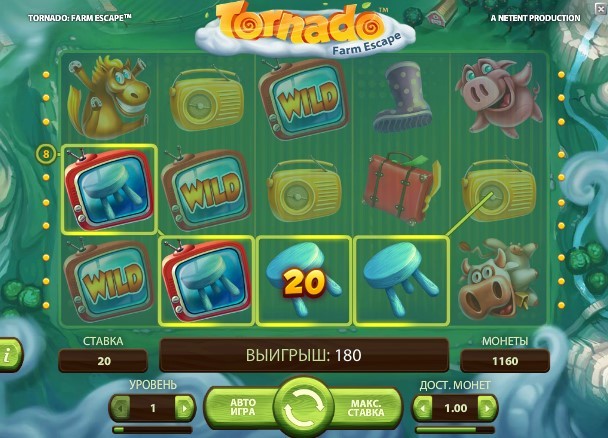 TORNADO: FARM ESCAPE™
Tornado™
Farm Escape
A NETENT PRODUCTION
WILD
8
WILD
WILD
20
СТАВКА
20
ВЫИГРЫШ: 180
МОНЕТЫ
1160
i
УРОВЕНЬ
1
АВТО
ИГРА
МАКС.
СТАВКА
ДОСТ. МОНЕТ
1.00